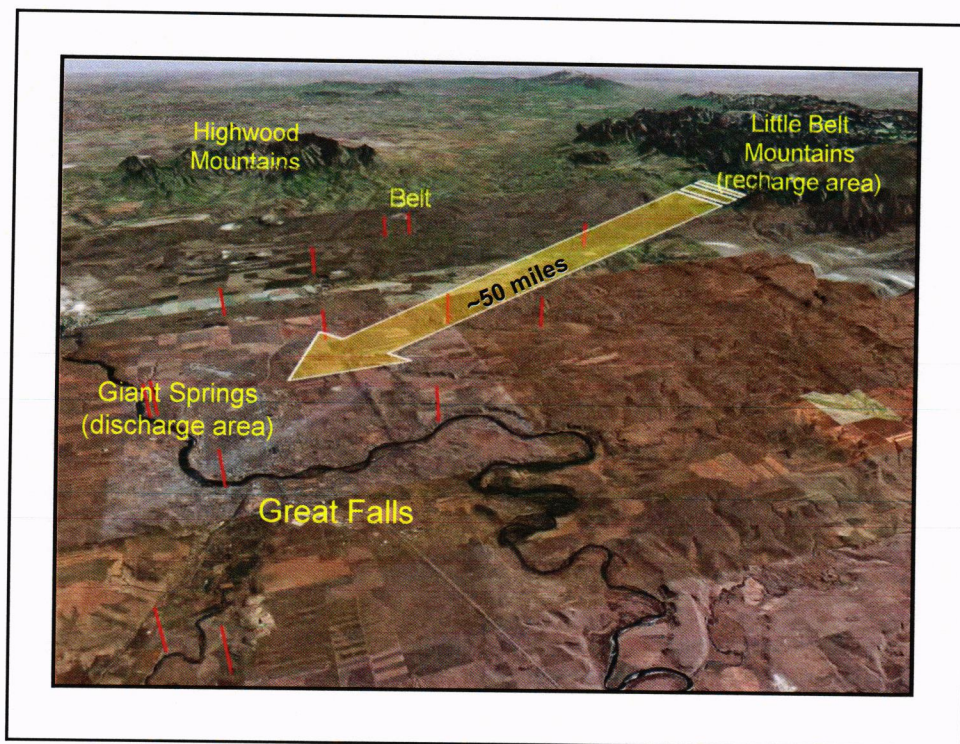 Highwood
Mountains
Little Belt
Mountains
(recharge area)
Belt
~50 miles
Giant Springs
(discharge area)
Great Falls